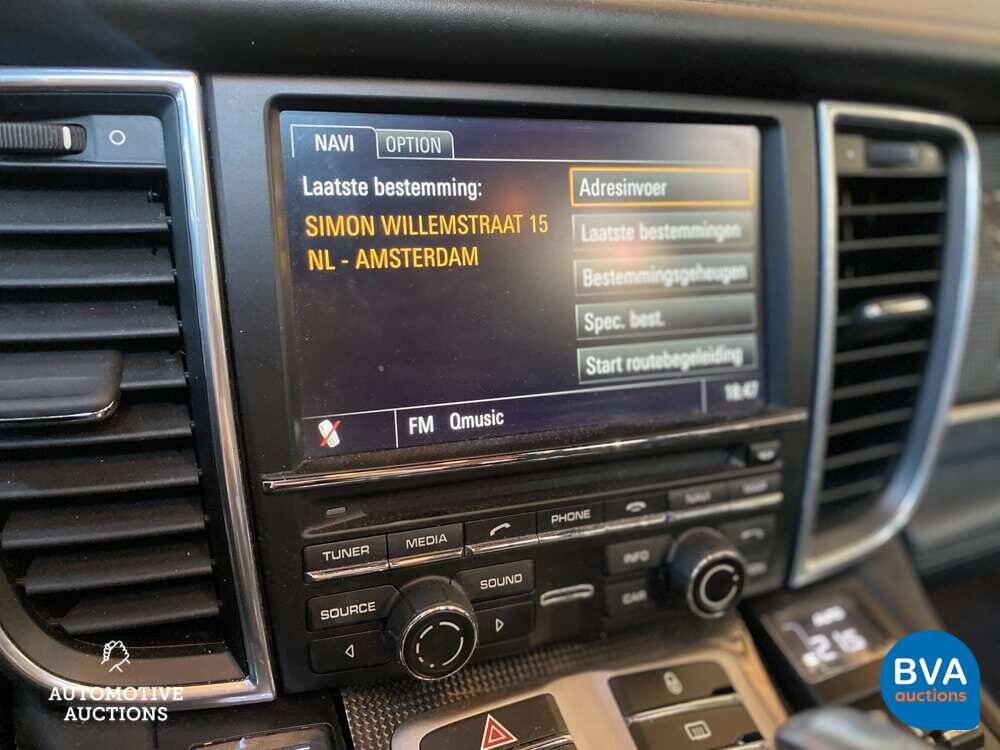 NAVI OPTION
Laatste bestemming:
SIMON WILLEMSTRAAT 15
NL - AMSTERDAM
Adresinvoer
Laatste bestemmingen
Bestemmingsgeheugen
Spec. best.
Start routebegeleiding
FM Qmusic
18:47
TUNER MEDIA PHONE NAVI
SOURCE SOUND INFO
CAR
AUTOMOTIVE
AUCTIONS
BVA
auctions